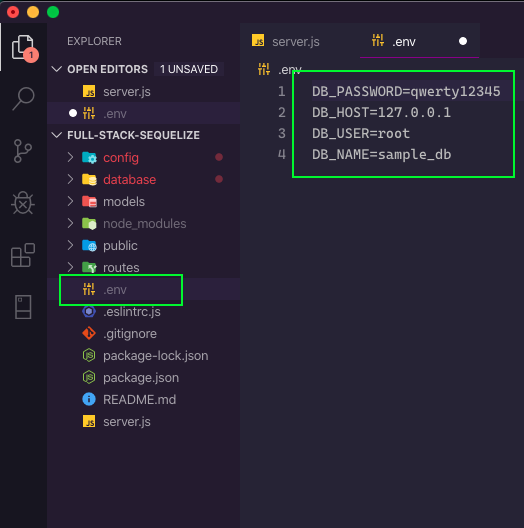 EXPLORER
OPEN EDITORS 1 UNSAVED
JS server.js
.env
FULL-STACK-SEQUELIZE
config
database
models
node_modules
public
routes
.env
.eslintrc.js
.gitignore
package-lock.json
package.json
README.md
JS server.js
1
JS server.js
.env
.env
1 DB_PASSWORD=qwerty12345
2 DB_HOST=127.0.0.1
3 DB_USER=root
4 DB_NAME=sample_db